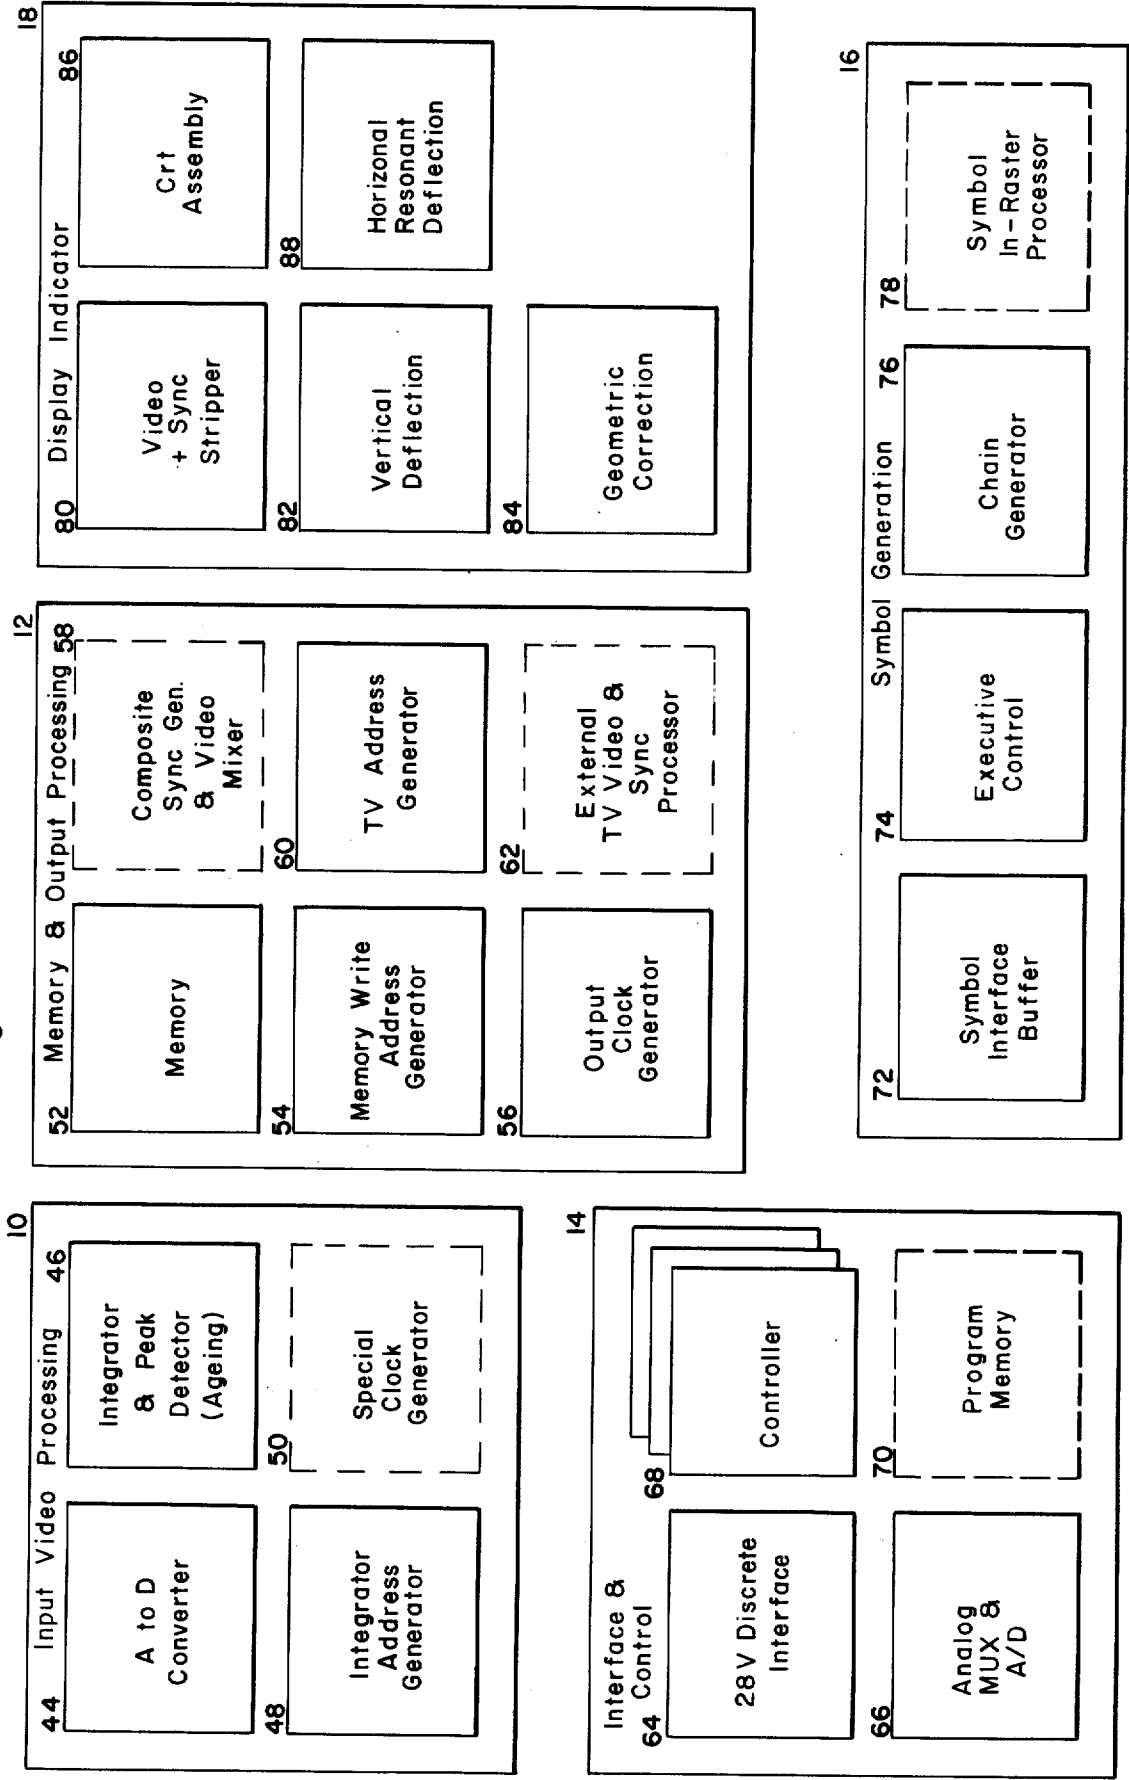 10
Input Video Processing
44
A to D
Converter
46
Integrator
& Peak
Detector
(Ageing)
48
Integrator
Address
Generator
50
Special
Clock
Generator
12
Memory & Output Processing
52
Memory
58
Composite
Sync Gen.
& Video
Mixer
54
Memory Write
Address
Generator
60
TV Address
Generator
56
Output
Clock
Generator
62
External
TV Video &
Sync
Processor
18
Display Indicator
80
Video
+ Sync
Stripper
86
Crt
Assembly
82
Vertical
Deflection
88
Horizonal
Resonant
Deflection
84
Geometric
Correction
14
Interface &
Control
64
28V Discrete
Interface
68
Controller
66
Analog
MUX &
A/D
70
Program
Memory
16
Symbol Generation
72
Symbol
Interface
Buffer
74
Executive
Control
76
Chain
Generator
78
Symbol
In-Raster
Processor